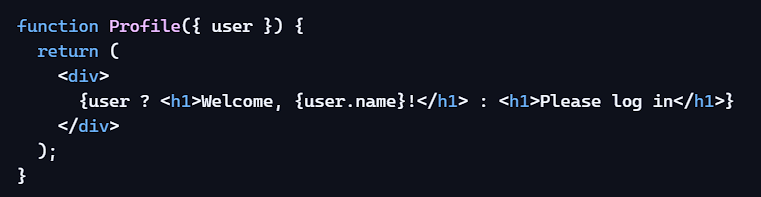 function Profile({ user }) {
  return (
    <div>
      {user ? <h1>Welcome, {user.name}!</h1> : <h1>Please log in</h1>}
    </div>
  );
}